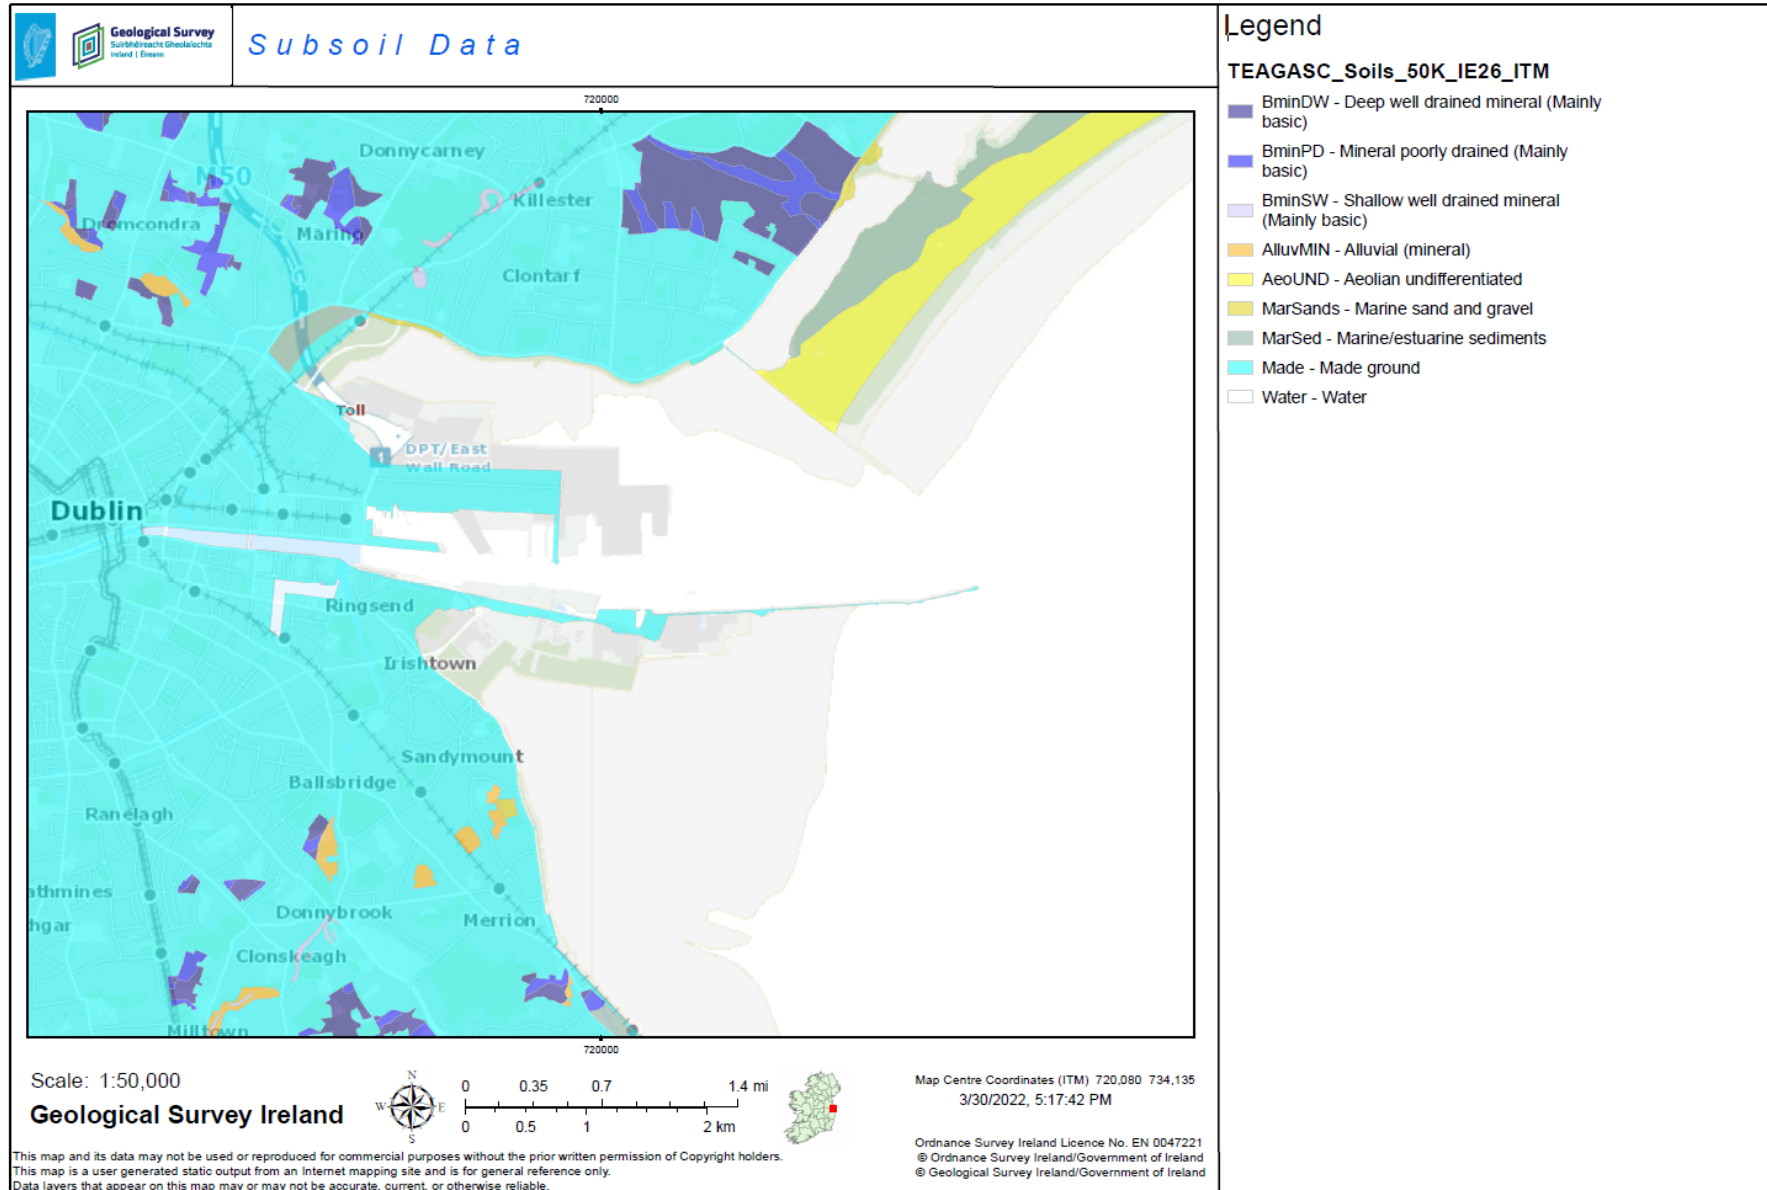 Geological Survey
Suirbhéireacht Gheolaíochta
Ireland | Éireann
Subsoil Data
Legend
TEAGASC_Soils_50K_IE26_ITM
BminDW - Deep well drained mineral (Mainly
basic)
BminPD - Mineral poorly drained (Mainly
basic)
BminSW - Shallow well drained mineral
(Mainly basic)
AlluvMIN - Alluvial (mineral)
AeoUND - Aeolian undifferentiated
MarSands - Marine sand and gravel
MarSed - Marine/estuarine sediments
Made - Made ground
Water - Water
720000
Donnycarney
M50
Killester
Dromcondra
Marino
Clontarf
Toll
DPT/East
Wall Road
1
Dublin
Ringsend
Irishtown
Sandymount
Ballsbridge
Ranelagh
athmines
hgar
Donnybrook
Merrion
Clonskeagh
Milltown
720000
Scale: 1:50,000
Geological Survey Ireland
N
W E
S
0 0.35 0.7 1.4 mi
0 0.5 1 2 km
Map Centre Coordinates (ITM) 720,080 734,135
3/30/2022, 5:17:42 PM
Ordnance Survey Ireland Licence No. EN 0047221
© Ordnance Survey Ireland/Government of Ireland
© Geological Survey Ireland/Government of Ireland
This map and its data may not be used or reproduced for commercial purposes without the prior written permission of Copyright holders.
This map is a user generated static output from an Internet mapping site and is for general reference only.
Data layers that appear on this map may or may not be accurate, current, or otherwise reliable.